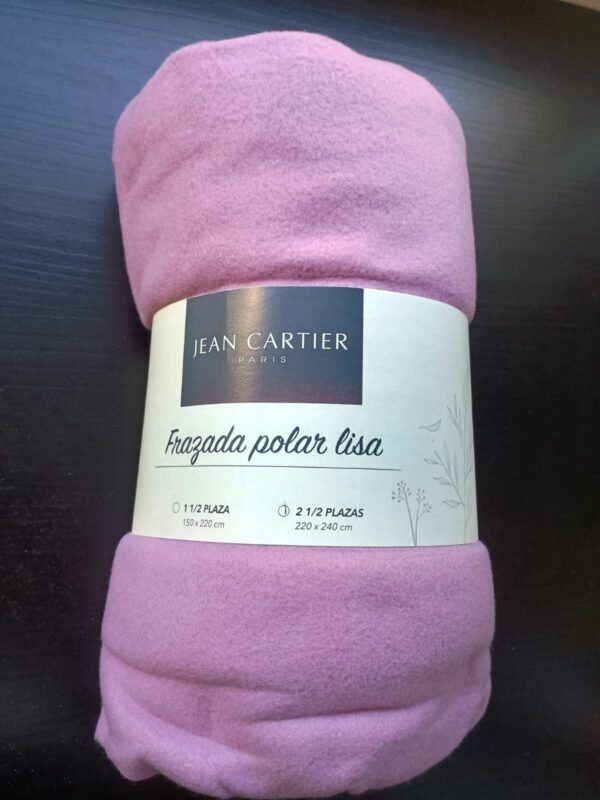 JEAN CARTIER
PARIS
Frazada polar lisa
1 1/2 PLAZA
150 x 220 cm
2 1/2 PLAZAS
220 x 240 cm